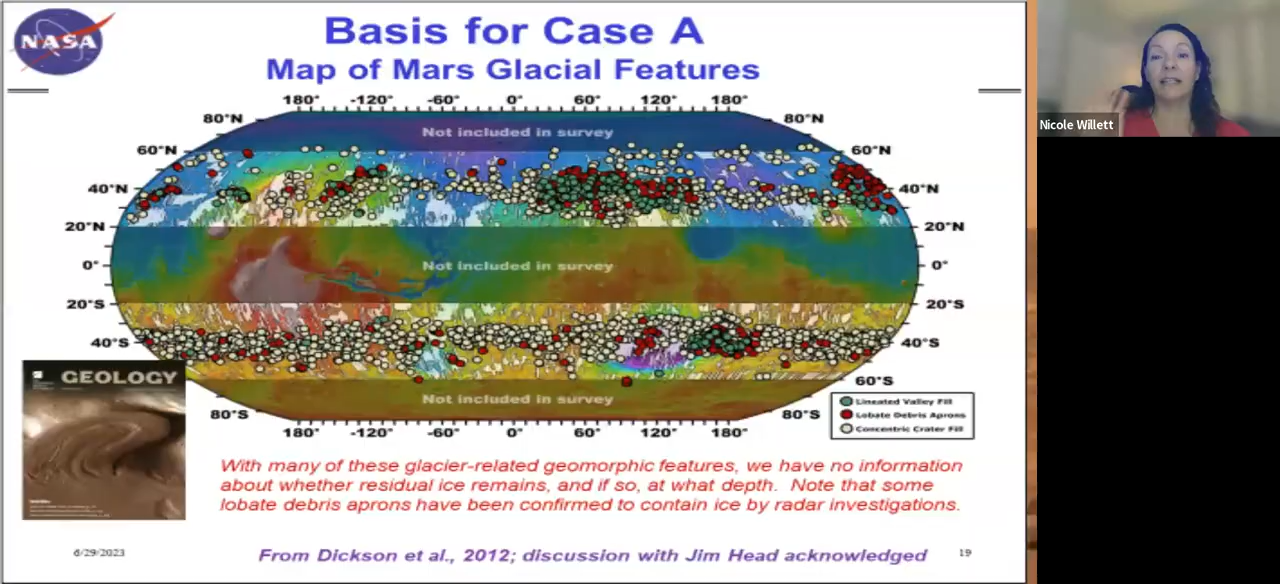 NASA
Basis for Case A
Map of Mars Glacial Features
180° -120° -60° 0° 60° 120° 180°
80°N 80°N
60°N 60°N
40°N 40°N
20°N 20°N
0° 0°
20°S 20°S
40°S 40°S
60°S
80°S 80°S
180° -120° -60° 0° 60° 120° 180°
Not included in survey
Not included in survey
Not included in survey
Lineated Valley Fill
Lobate Debris Aprons
Concentric Crater Fill
GEOLOGY
With many of these glacier-related geomorphic features, we have no information
about whether residual ice remains, and if so, at what depth. Note that some
lobate debris aprons have been confirmed to contain ice by radar investigations.
6/29/2023
From Dickson et al., 2012; discussion with Jim Head acknowledged
19
Nicole Willett